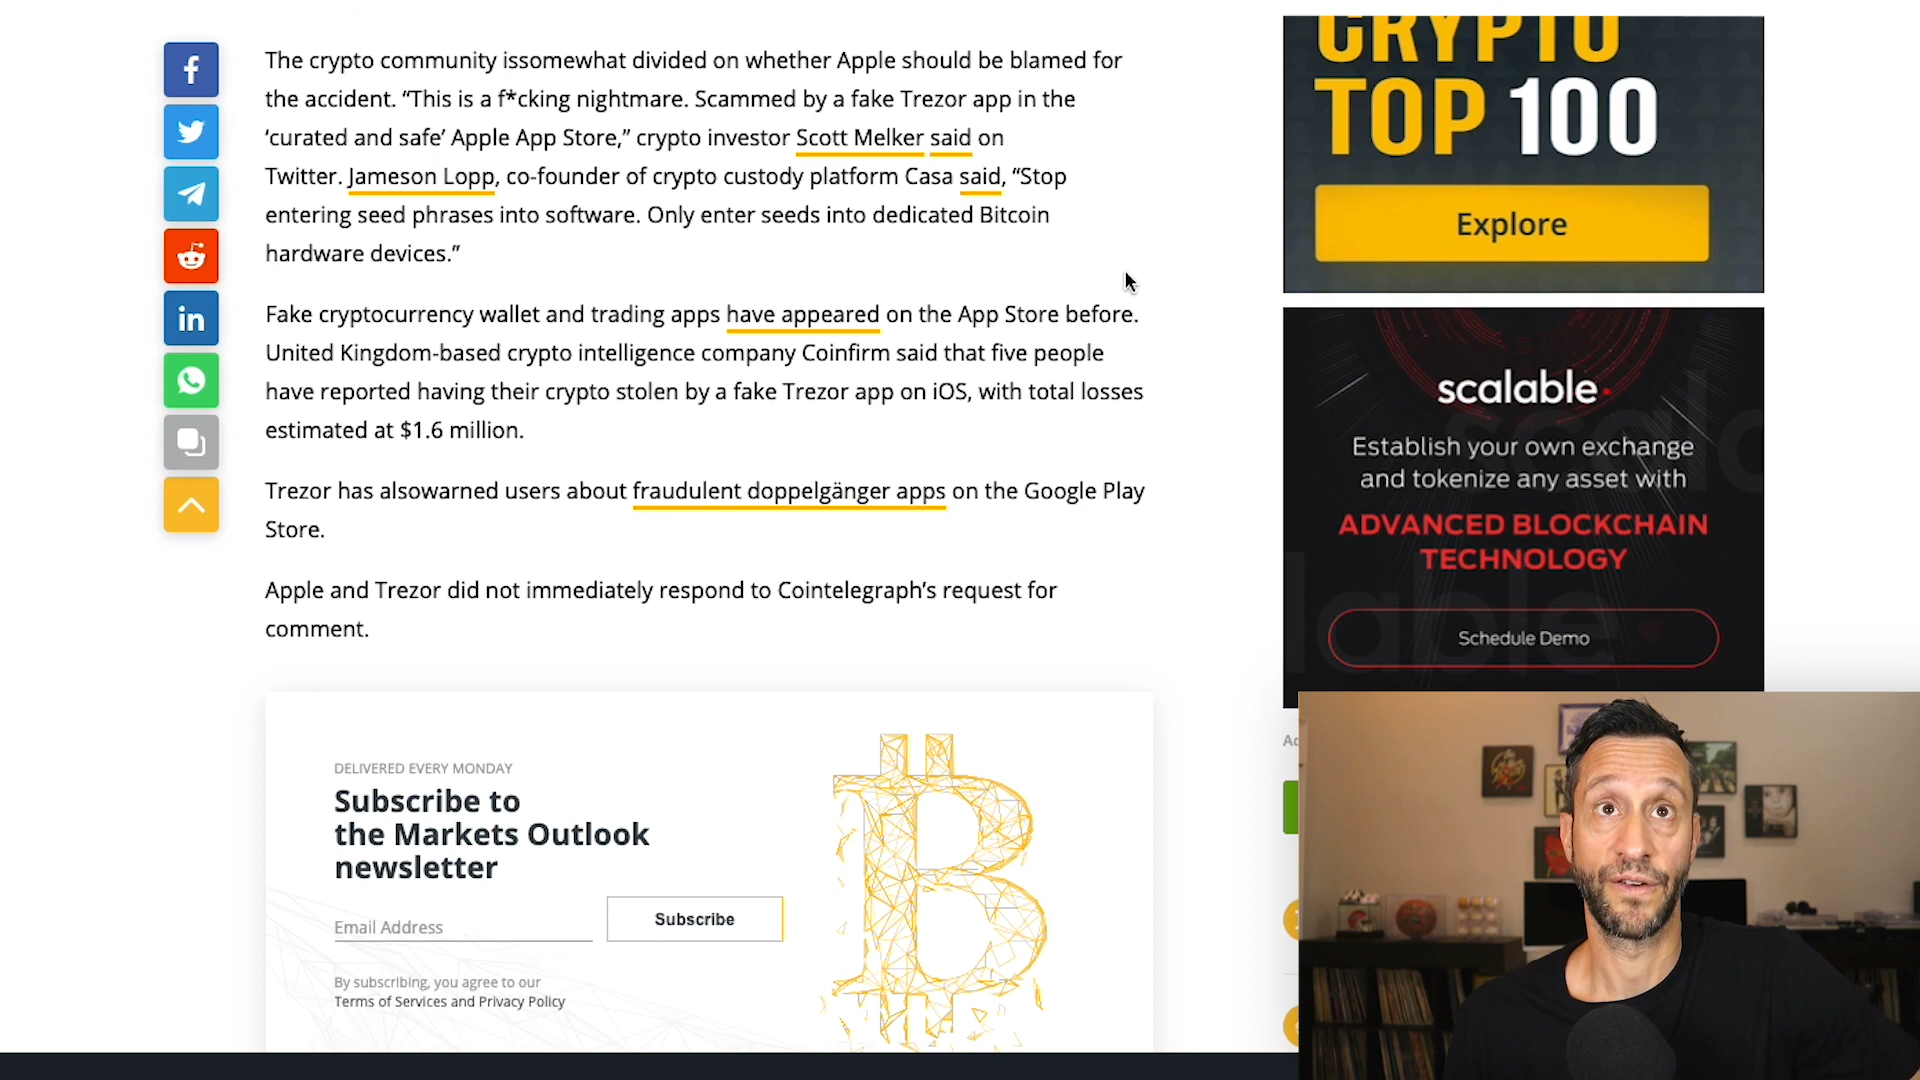 The crypto community issomewhat divided on whether Apple should be blamed for
the accident. “This is a f*cking nightmare. Scammed by a fake Trezor app in the
‘curated and safe’ Apple App Store,” crypto investor Scott Melker said on
Twitter. Jameson Lopp, co-founder of crypto custody platform Casa said, “Stop
entering seed phrases into software. Only enter seeds into dedicated Bitcoin
hardware devices.”
Fake cryptocurrency wallet and trading apps have appeared on the App Store before.
United Kingdom-based crypto intelligence company Coinfirm said that five people
have reported having their crypto stolen by a fake Trezor app on iOS, with total losses
estimated at $1.6 million.
Trezor has alsowarned users about fraudulent doppelgänger apps on the Google Play
Store.
Apple and Trezor did not immediately respond to Cointelegraph’s request for
comment.
DELIVERED EVERY MONDAY
Subscribe to
the Markets Outlook
newsletter
Email Address
Subscribe
By subscribing, you agree to our
Terms of Services and Privacy Policy
CRYPTO
TOP 100
Explore
scalable
Establish your own exchange
and tokenize any asset with
ADVANCED BLOCKCHAIN
TECHNOLOGY
Schedule Demo